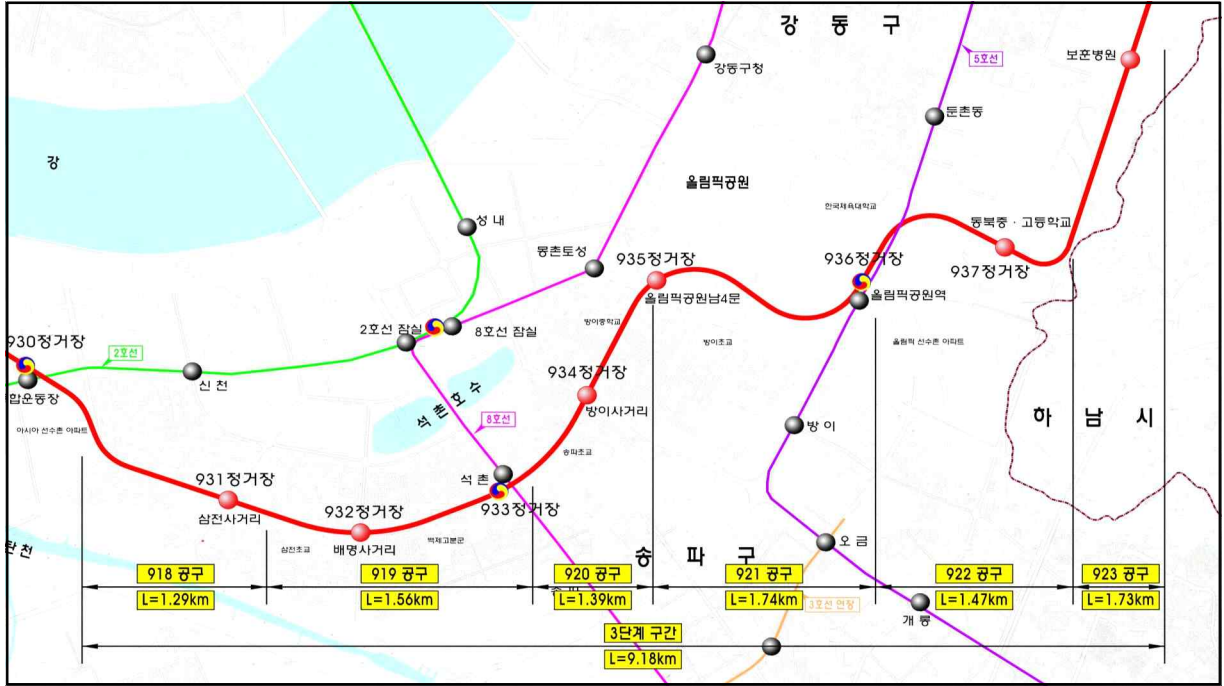 강 동 구
5호선
보훈병원
강동구청
둔촌동
강
올림픽공원
한국체육대학교
성 내
동북중 · 고등학교
풍촌토성
935정거장
936정거장
937정거장
올림픽공원남4문
올림픽공원역
2호선 잠실
8호선 잠실
방이중학교
방이초교
올림픽 선수촌 아파트
930정거장
2호선
신 천
합운동장
석 촌 호 수
934정거장
방이사거리
8호선
하 남 시
아시아 선수촌 아파트
방 이
송파초교
931정거장
석 촌
932정거장
933정거장
삼전사거리
탄천
삼전초교
배명사거리
백제고분군
송 파 구
오 금
918 공구
919 공구
920 공구
921 공구
922 공구
923 공구
L=1.29km
L=1.56km
L=1.39km
L=1.74km
L=1.47km
L=1.73km
3호선 연장
개 롱
3단계 구간
L=9.18km